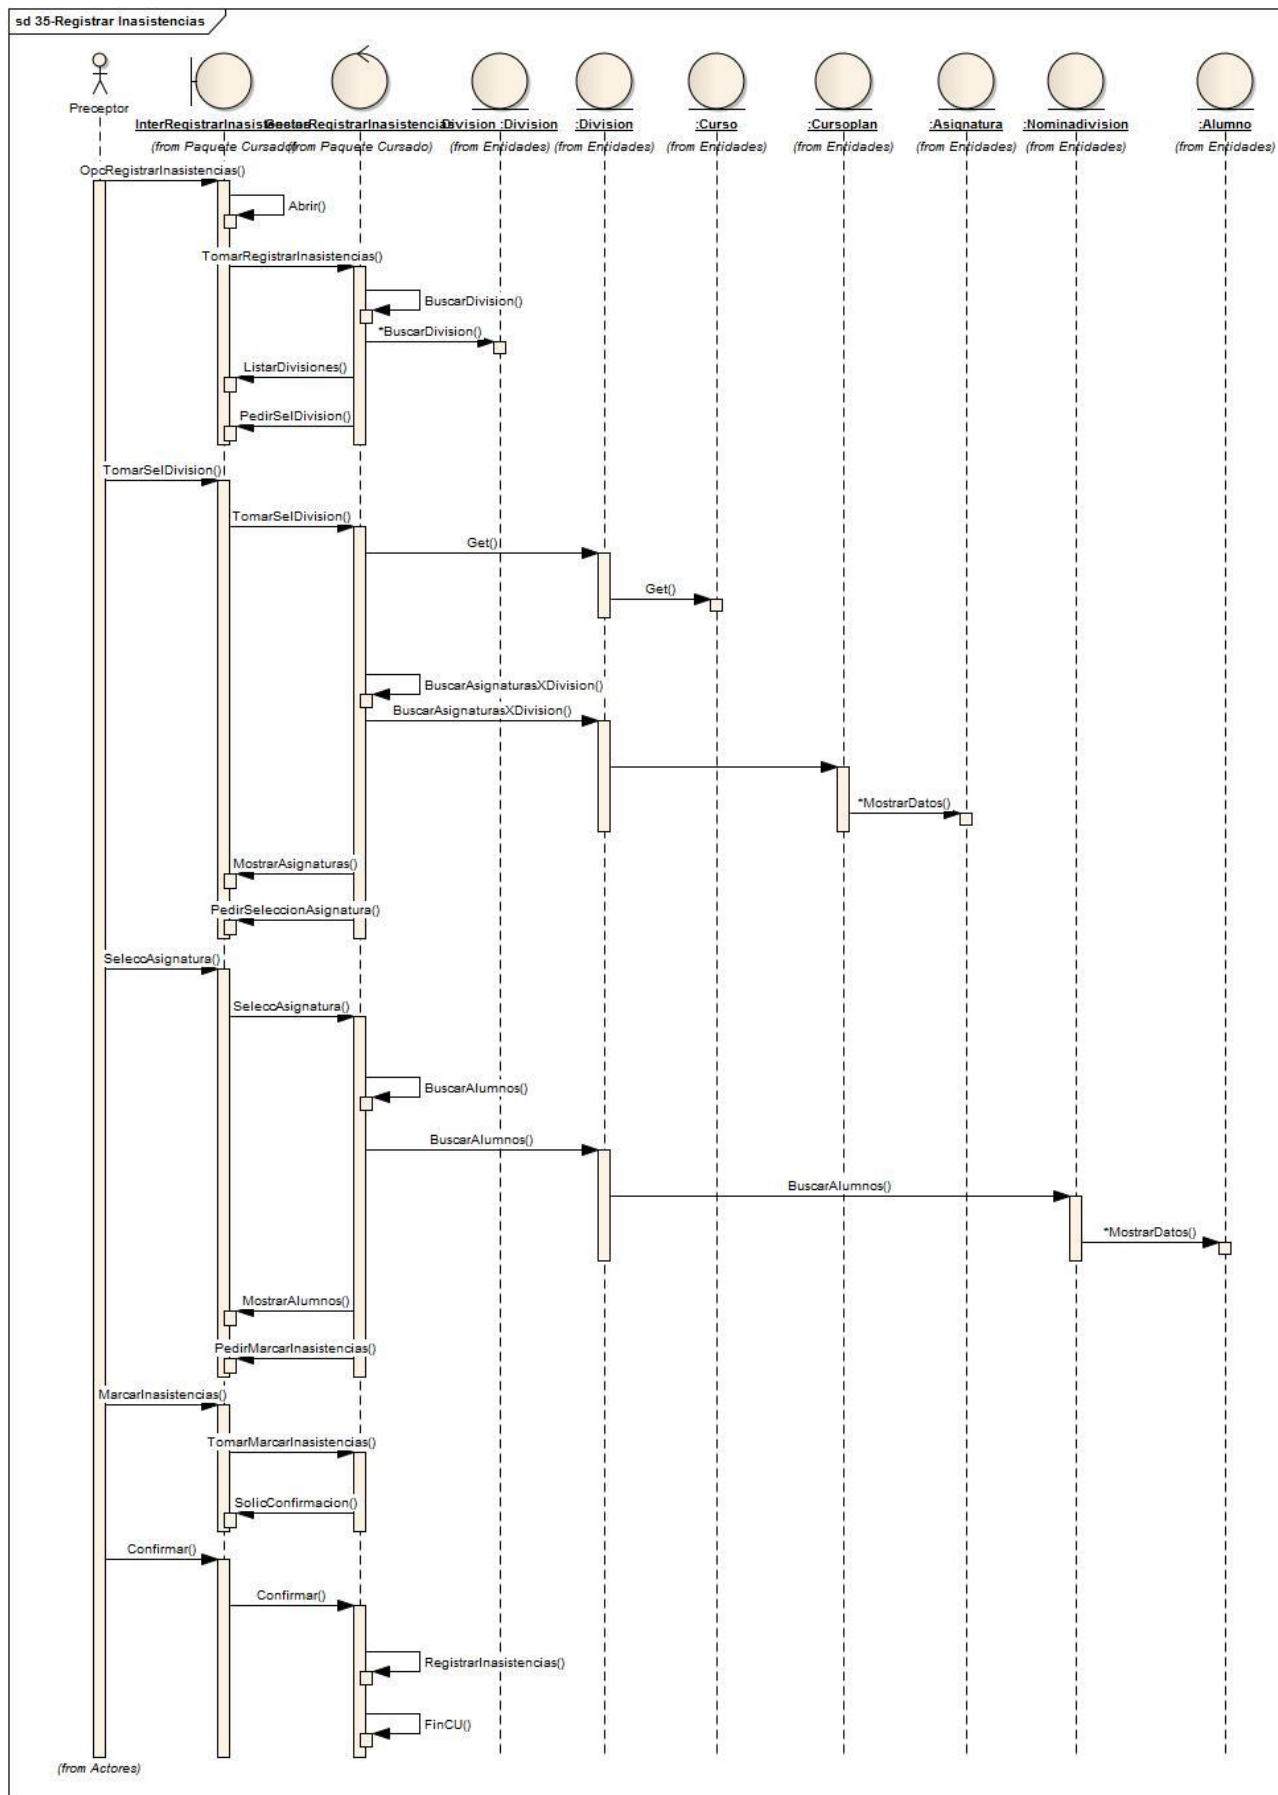 sd 35-Registrar Inasistencias
Preceptor
InterRegistrarInasistencias
GestorRegistrarInasistencias
Division :Division
:Division
:Curso
:Cursoplan
:Asignatura
:Nominadivision
:Alumno
(from Paquete Cursado)
(from Paquete Cursado)
(from Entidades)
(from Entidades)
(from Entidades)
(from Entidades)
(from Entidades)
(from Entidades)
(from Entidades)
OpcRegistrarInasistencias()
Abrir()
TomarRegistrarInasistencias()
BuscarDivision()
*BuscarDivision()
ListarDivisiones()
PedirSelDivision()
TomarSelDivision()
TomarSelDivision()
Get()
Get()
BuscarAsignaturasXDivision()
BuscarAsignaturasXDivision()
*MostrarDatos()
MostrarAsignaturas()
PedirSeleccionAsignatura()
SeleccAsignatura()
SeleccAsignatura()
BuscarAlumnos()
BuscarAlumnos()
BuscarAlumnos()
*MostrarDatos()
MostrarAlumnos()
PedirMarcarInasistencias()
MarcarInasistencias()
TomarMarcarInasistencias()
SolicConfirmacion()
Confirmar()
Confirmar()
RegistrarInasistencias()
FinCU()
(from Actores)